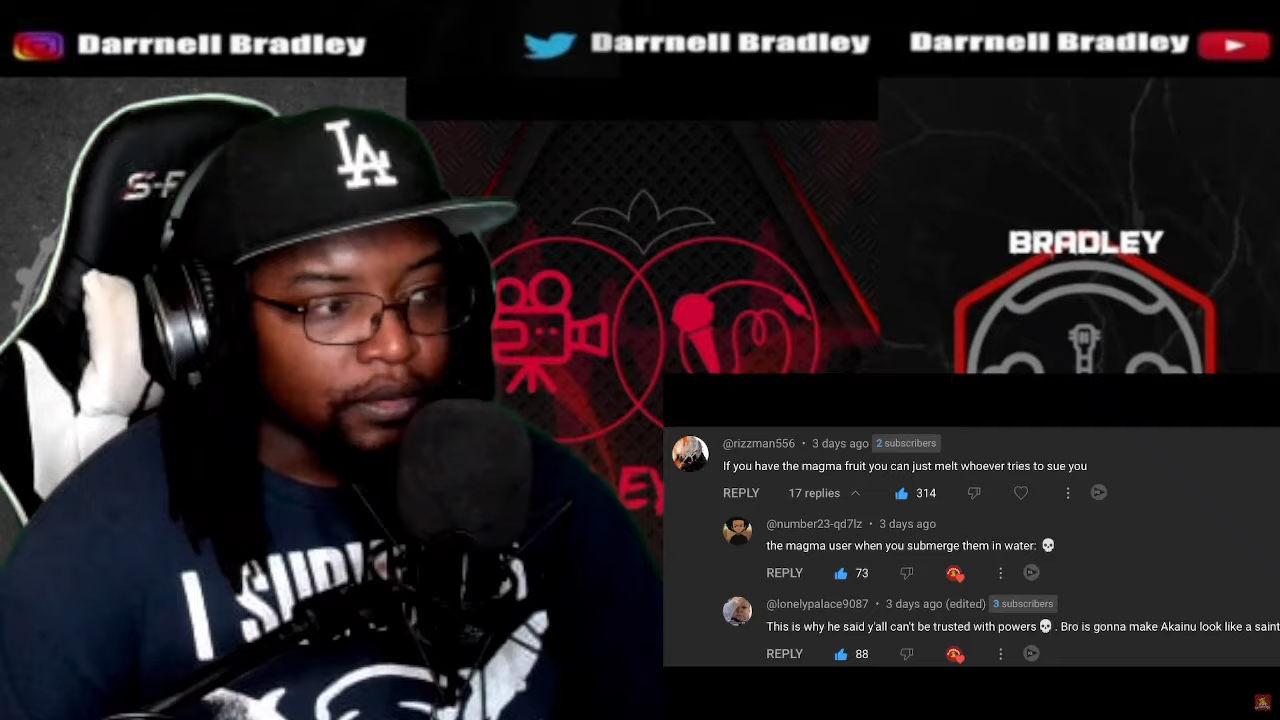 Darrnell Bradley
Darrnell Bradley
Darrnell Bradley
LA
BRADLEY
@rizzman556 • 3 days ago 2 subscribers
If you have the magma fruit you can just melt whoever tries to sue you
REPLY 17 replies 314
@number23-qd7lz • 3 days ago
the magma user when you submerge them in water: 💀
REPLY 73
@lonelypalace9087 • 3 days ago (edited) 3 subscribers
This is why he said y'all can't be trusted with powers 💀 . Bro is gonna make Akainu look like a saint
REPLY 88